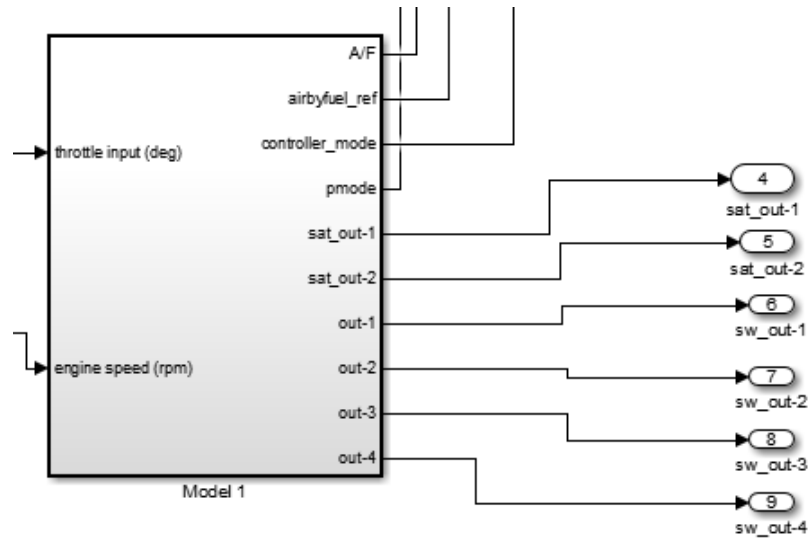 A/F
airbyfuel_ref
controller_mode
throttle input (deg)
pmode
4
sat_out-1
sat_out-1
5
sat_out-2
sat_out-2
6
out-1
sw_out-1
engine speed (rpm)
out-2
7
sw_out-2
out-3
8
sw_out-3
out-4
Model 1
9
sw_out-4